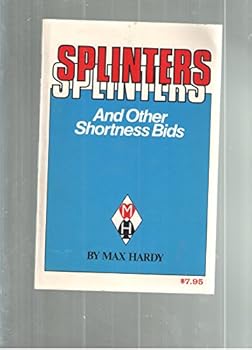 SPLINTERS
SPLINTERS
And Other
Shortness Bids
M
H
BY MAX HARDY
$7.95